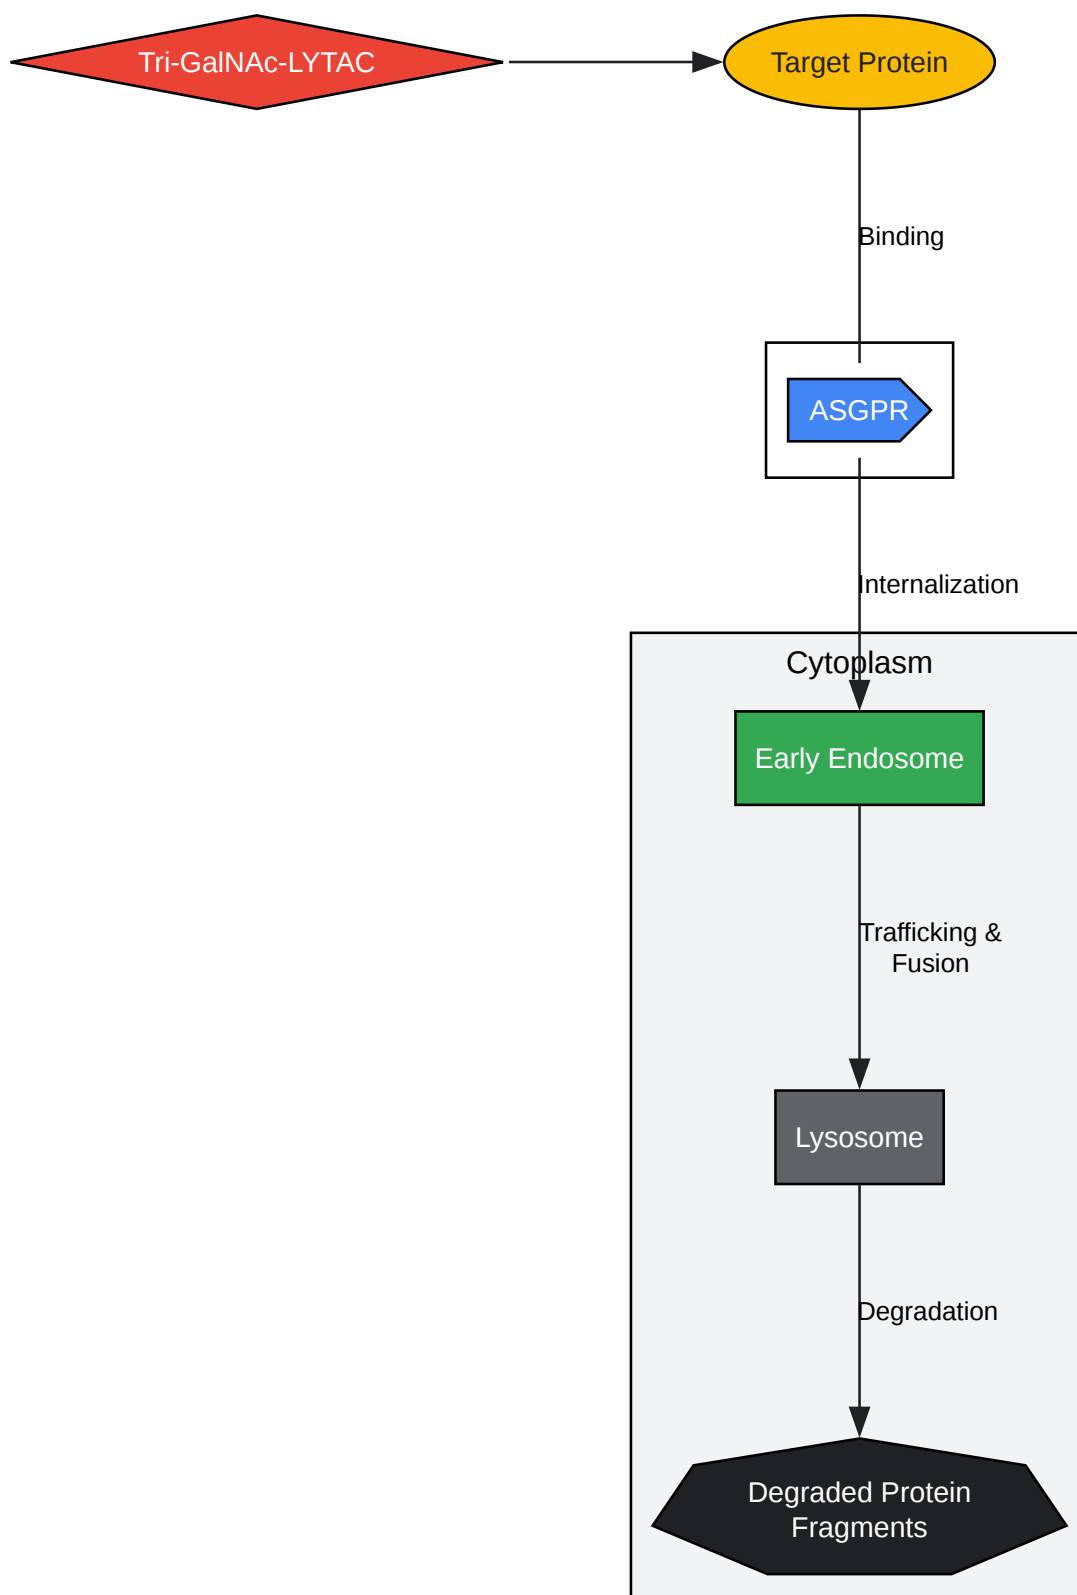 Tri-GalNAc-LYTAC
Target Protein
Binding
ASGPR
Internalization
Cytoplasm
Early Endosome
Trafficking &
Fusion
Lysosome
Degradation
Degraded Protein
Fragments